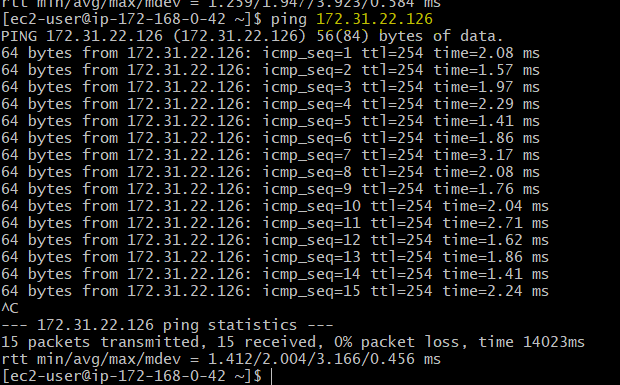 rtt min/avg/max/mdev = 1.259/1.947/3.923/0.584 ms
[ec2-user@ip-172-168-0-42 ~]$ ping 172.31.22.126
PING 172.31.22.126 (172.31.22.126) 56(84) bytes of data.
64 bytes from 172.31.22.126: icmp_seq=1 ttl=254 time=2.08 ms
64 bytes from 172.31.22.126: icmp_seq=2 ttl=254 time=1.57 ms
64 bytes from 172.31.22.126: icmp_seq=3 ttl=254 time=1.97 ms
64 bytes from 172.31.22.126: icmp_seq=4 ttl=254 time=2.29 ms
64 bytes from 172.31.22.126: icmp_seq=5 ttl=254 time=1.41 ms
64 bytes from 172.31.22.126: icmp_seq=6 ttl=254 time=1.86 ms
64 bytes from 172.31.22.126: icmp_seq=7 ttl=254 time=3.17 ms
64 bytes from 172.31.22.126: icmp_seq=8 ttl=254 time=2.08 ms
64 bytes from 172.31.22.126: icmp_seq=9 ttl=254 time=1.76 ms
64 bytes from 172.31.22.126: icmp_seq=10 ttl=254 time=2.04 ms
64 bytes from 172.31.22.126: icmp_seq=11 ttl=254 time=2.71 ms
64 bytes from 172.31.22.126: icmp_seq=12 ttl=254 time=1.62 ms
64 bytes from 172.31.22.126: icmp_seq=13 ttl=254 time=1.86 ms
64 bytes from 172.31.22.126: icmp_seq=14 ttl=254 time=1.41 ms
64 bytes from 172.31.22.126: icmp_seq=15 ttl=254 time=2.24 ms
^C
--- 172.31.22.126 ping statistics ---
15 packets transmitted, 15 received, 0% packet loss, time 14023ms
rtt min/avg/max/mdev = 1.412/2.004/3.166/0.456 ms
[ec2-user@ip-172-168-0-42 ~]$